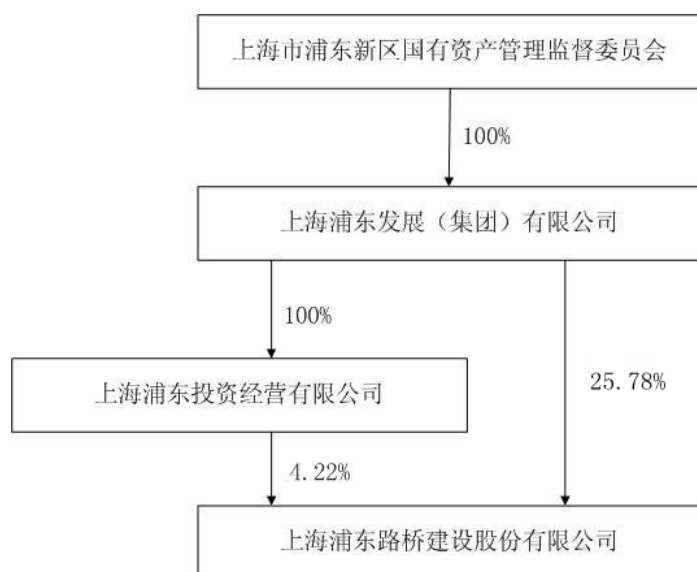 上海市浦东新区国有资产管理监督委员会
100%
上海浦东发展（集团）有限公司
100%
25.78%
上海浦东投资经营有限公司
4.22%
上海浦东路桥建设股份有限公司